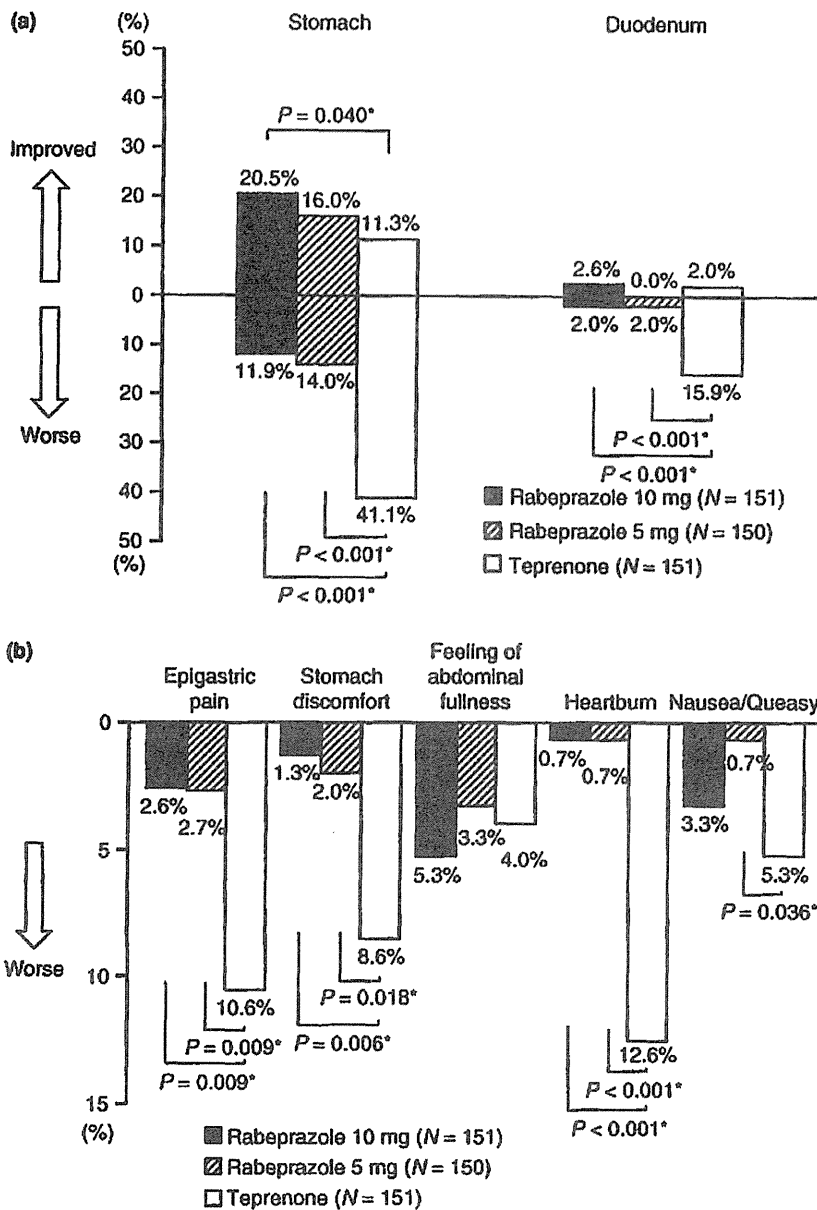 (a)
(%)
Stomach
Duodenum
50
40
30
20
10
0
10
20
30
40
50
(%)
Improved
Worse
P = 0.040*
20.5%
16.0%
11.3%
11.9%
14.0%
41.1%
P < 0.001*
P < 0.001*
2.6%
0.0%
2.0%
2.0%
2.0%
15.9%
P < 0.001*
P < 0.001*
Rabeprazole 10 mg (N = 151)
Rabeprazole 5 mg (N = 150)
Teprenone (N = 151)
(b)
Epigastric
pain
Stomach
discomfort
Feeling of
abdominal
fullness
Heartburn
Nausea/Queasy
0
5
10
15
(%)
Worse
2.6%
2.7%
10.6%
P = 0.009*
P = 0.009*
1.3%
2.0%
8.6%
P = 0.018*
P = 0.006*
5.3%
3.3%
4.0%
0.7%
0.7%
12.6%
P < 0.001*
P < 0.001*
3.3%
0.7%
5.3%
P = 0.036*
Rabeprazole 10 mg (N = 151)
Rabeprazole 5 mg (N = 150)
Teprenone (N = 151)